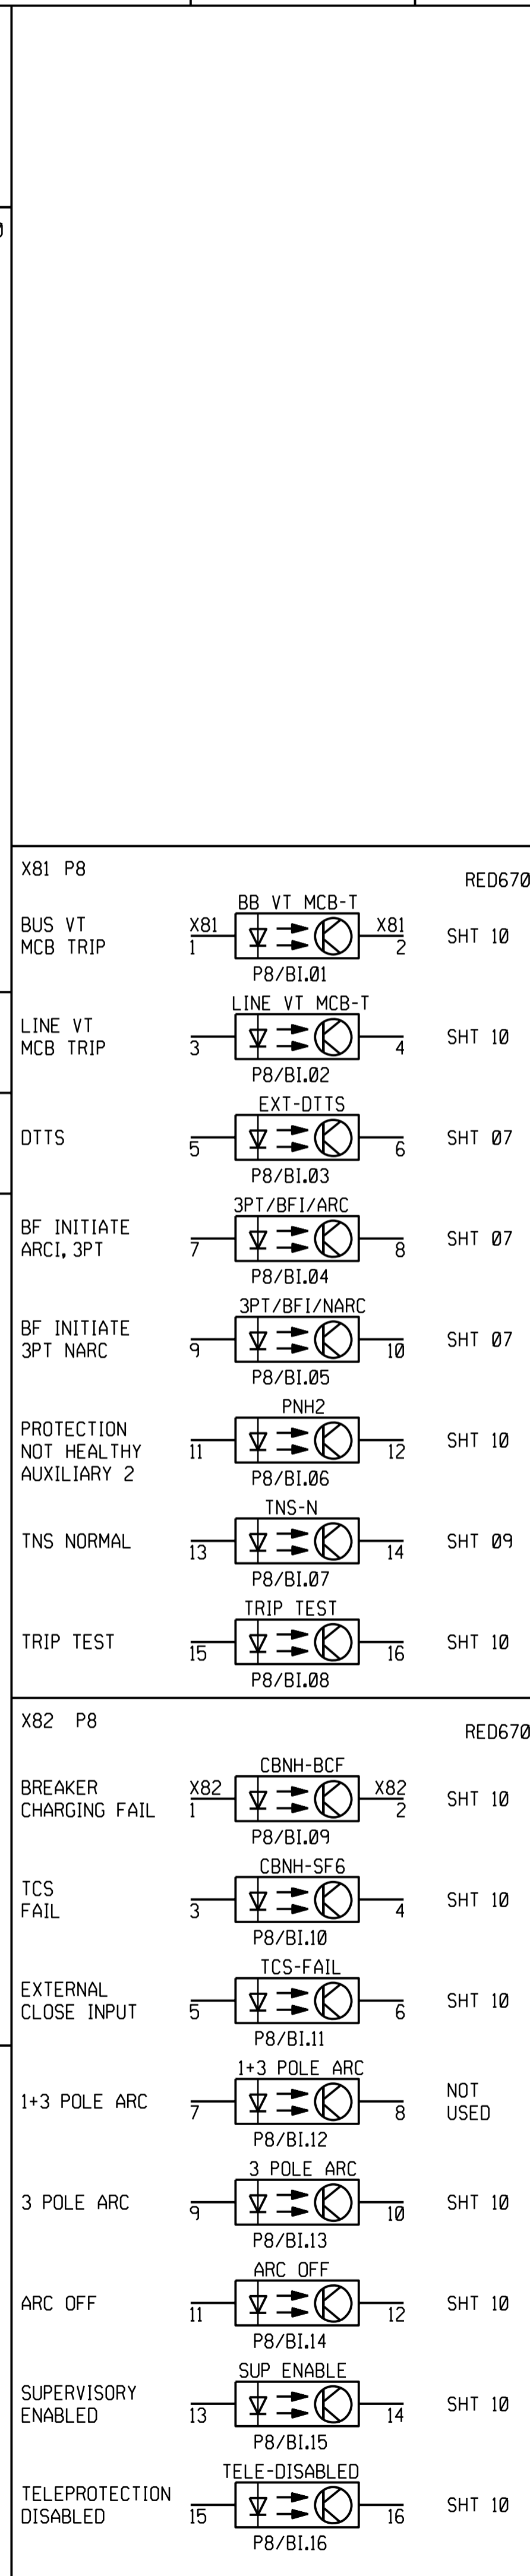 X81 P8
RED670
BB VT MCB-T
BUS VT
MCB TRIP
X81
1
X81
2
SHT 10
P8/BI.01
LINE VT MCB-T
LINE VT
MCB TRIP
3
4
SHT 10
P8/BI.02
EXT-DTTS
DTTS
5
6
SHT 07
P8/BI.03
3PT/BFI/ARC
BF INITIATE
ARCI,3PT
7
8
SHT 07
P8/BI.04
3PT/BFI/NARC
BF INITIATE
3PT NARC
9
10
SHT 07
P8/BI.05
PNH2
PROTECTION
NOT HEALTHY
AUXILIARY 2
11
12
SHT 10
P8/BI.06
TNS-N
TNS NORMAL
13
14
SHT 09
P8/BI.07
TRIP TEST
TRIP TEST
15
16
SHT 10
P8/BI.08
X82 P8
RED670
CBNH-BCF
BREAKER
CHARGING FAIL
X82
1
X82
2
SHT 10
P8/BI.09
CBNH-SF6
TCS
FAIL
3
4
SHT 10
P8/BI.10
TCS-FAIL
EXTERNAL
CLOSE INPUT
5
6
SHT 10
P8/BI.11
1+3 POLE ARC
1+3 POLE ARC
7
8
NOT
USED
P8/BI.12
3 POLE ARC
3 POLE ARC
9
10
SHT 10
P8/BI.13
ARC OFF
ARC OFF
11
12
SHT 10
P8/BI.14
SUP ENABLE
SUPERVISORY
ENABLED
13
14
SHT 10
P8/BI.15
TELE-DISABLED
TELEPROTECTION
DISABLED
15
16
SHT 10
P8/BI.16